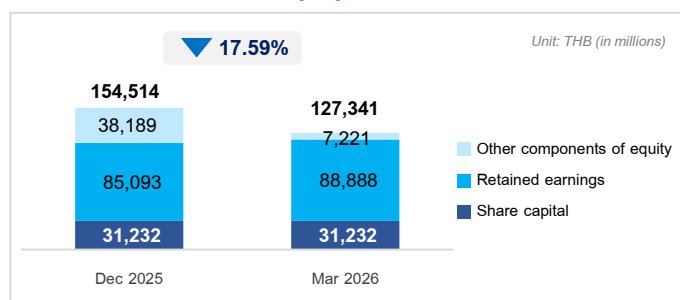 17.59%
Unit: THB (in millions)
154,514
127,341
38,189
7,221
85,093
88,888
31,232
31,232
Other components of equity
Retained earnings
Share capital
Dec 2025
Mar 2026